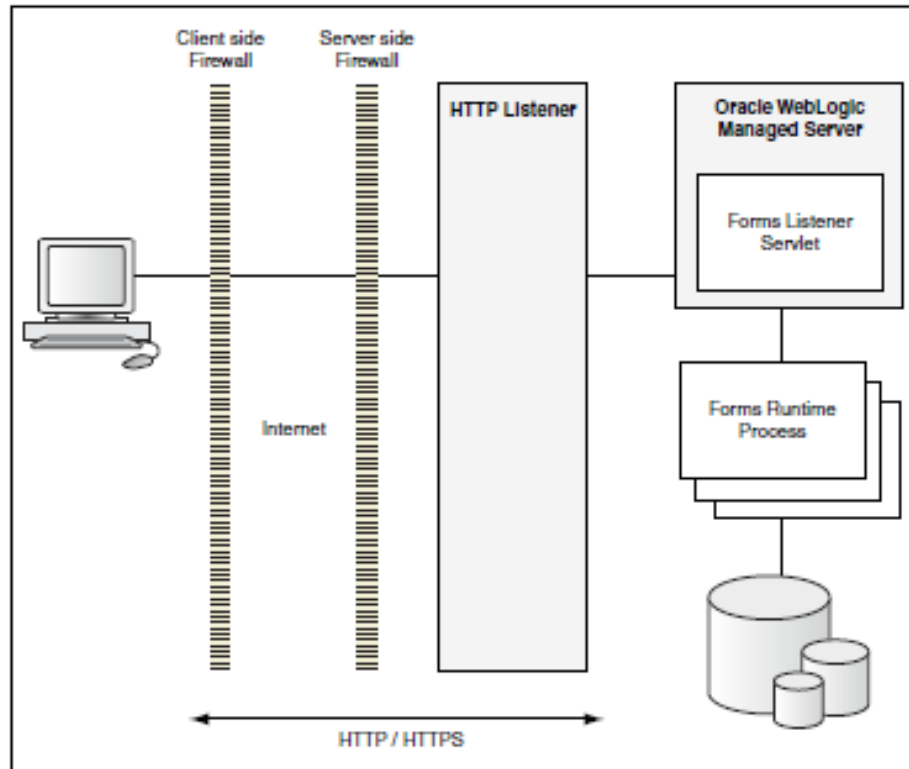 Client side
Firewall
Server side
Firewall
HTTP Listener
Oracle WebLogic
Managed Server
Forms Listener
Servlet
Internet
Forms Runtime
Process
HTTP / HTTPS